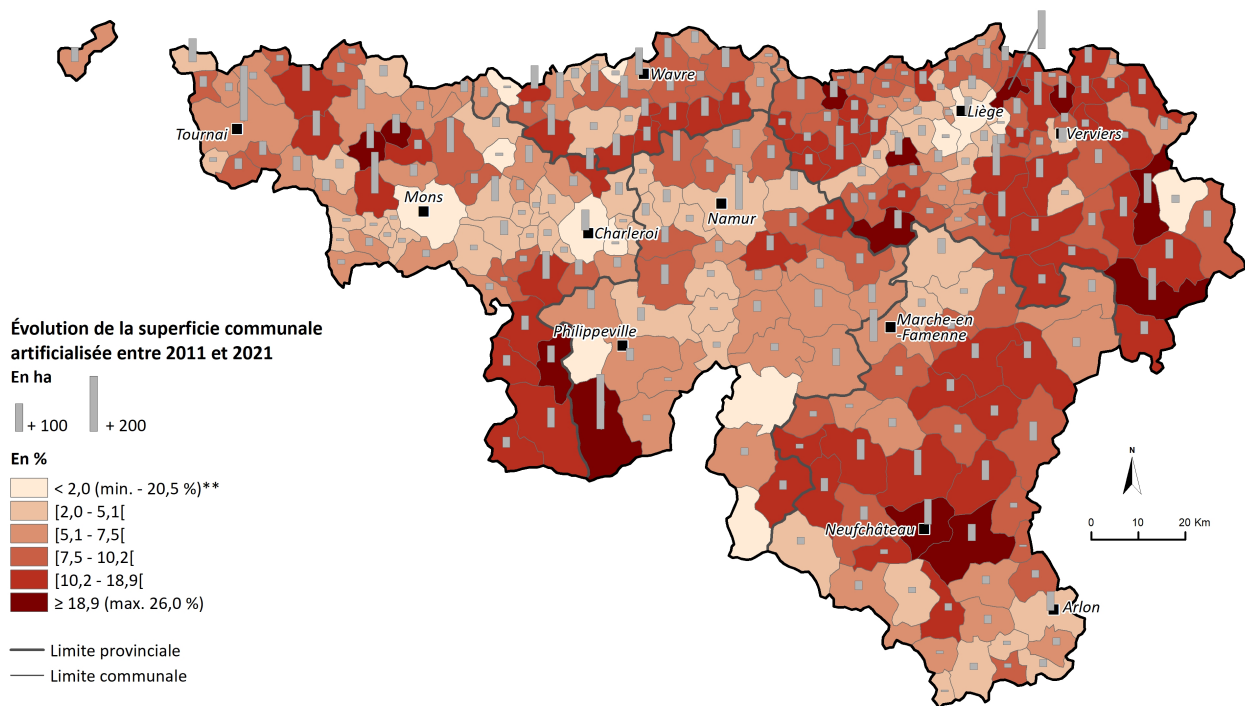 Wavre
Liège
Tournai
Verviers
Mons
Namur
Charleroi
Marche-en
-Famenne
Philippeville
Évolution de la superficie communale
artificialisée entre 2011 et 2021
En ha
+ 100
+ 200
En %
< 2,0 (min. - 20,5 %)**
[2,0 - 5,1[
[5,1 - 7,5[
[7,5 - 10,2[
[10,2 - 18,9[
≥ 18,9 (max. 26,0 %)
N
0 10 20 Km
Neufchâteau
Arlon
Limite provinciale
Limite communale